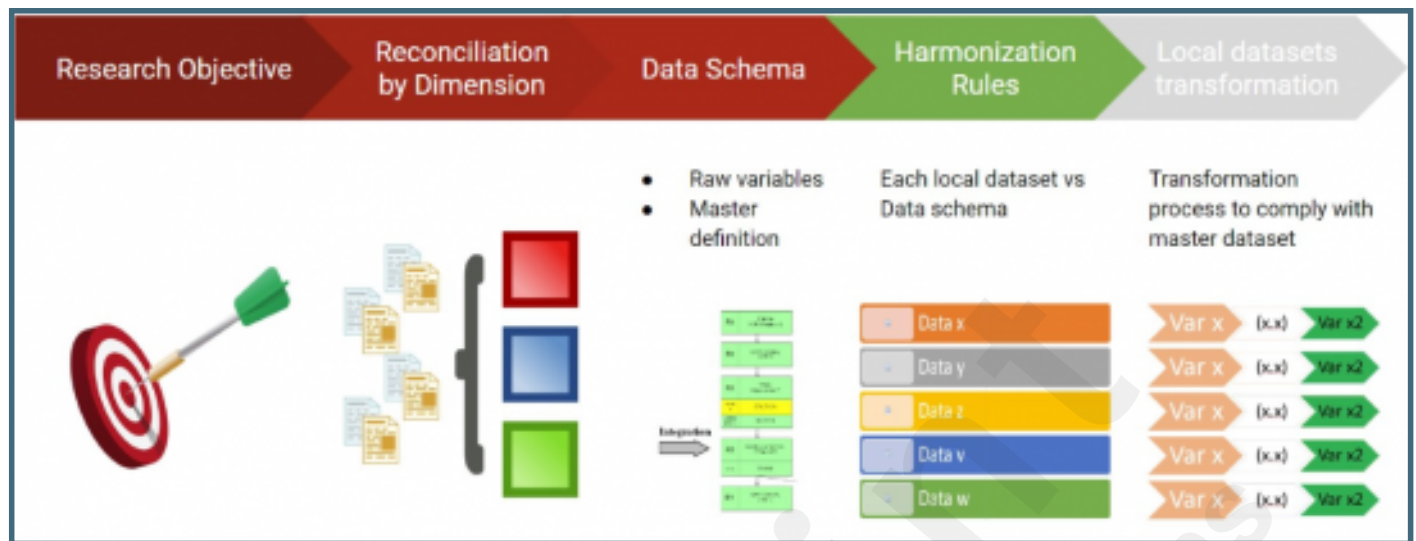 Research Objective
Reconciliation
by Dimension
Data Schema
Harmonization
Rules
Local datasets
transformation
● Raw variables
● Master
definition
Each local dataset vs
Data schema
Transformation
process to comply with
master dataset
Integration
Data x
Data y
Data z
Data v
Data w
Var x (x.x) Var x2
Var x (x.x) Var x2
Var x (x.x) Var x2
Var x (x.x) Var x2
Var x (x.x) Var x2